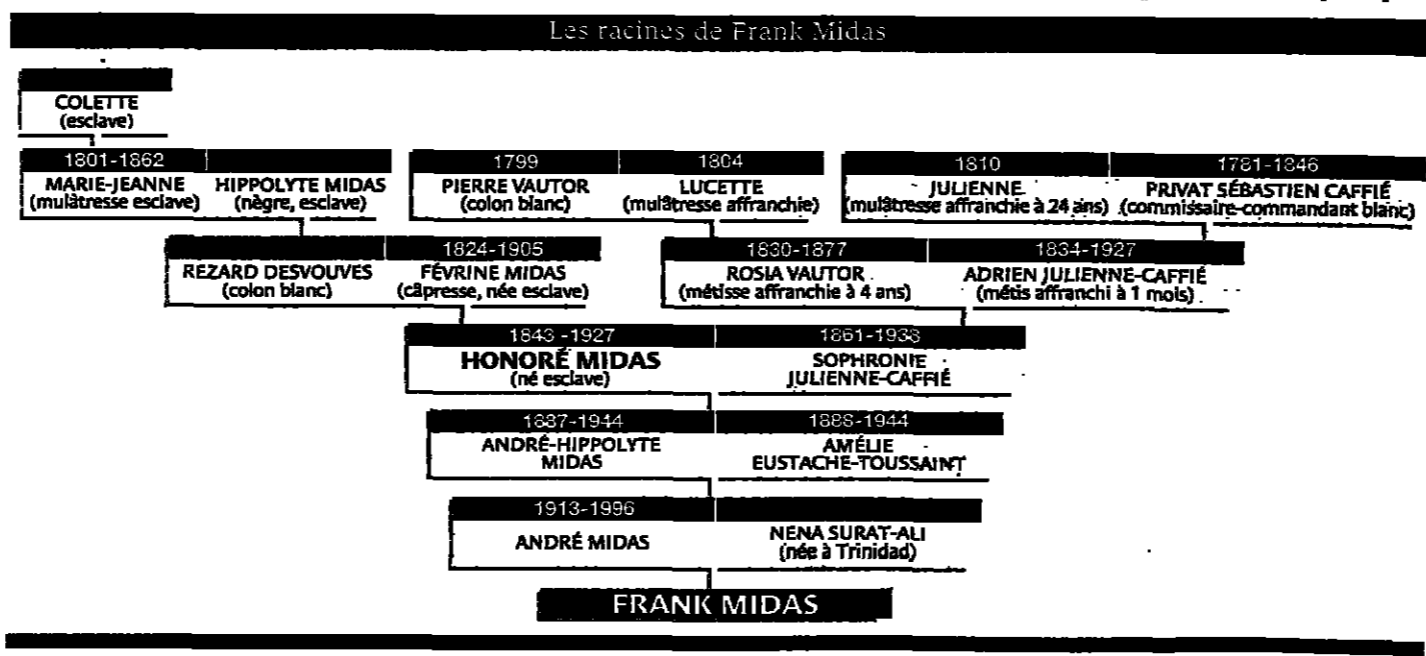 Les racines de Frank Midas
COLETTE
(esclave)
1801-1862
MARIE-JEANNE
(mulâtresse esclave)
HIPPOLYTE MIDAS
(nègre, esclave)
1799
PIERRE VAUTOR
(colon blanc)
1804
LUCETTE
(mulâtresse affranchie)
1810
JULIENNE
(mulâtresse affranchie à 24 ans)
1781-1846
PRIVAT SÉBASTIEN CAFFIÉ
(commissaire-commandant blanc)
REZARD DESVOUVES
(colon blanc)
1824-1905
FÉVRINE MIDAS
(câpresse, née esclave)
1830-1877
ROSIA VAUTOR
(métisse affranchie à 4 ans)
1834-1927
ADRIEN JULIENNE-CAFFIÉ
(métis affranchi à 1 mois)
1843-1927
HONORÉ MIDAS
(né esclave)
1861-1938
SOPHRONIE
JULIENNE-CAFFIÉ
1887-1944
ANDRÉ-HIPPOLYTE
MIDAS
1888-1944
AMÉLIE
EUSTACHE-TOUSSAINT
1913-1996
ANDRÉ MIDAS
NENA SURAT-ALI
(née à Trinidad)
FRANK MIDAS